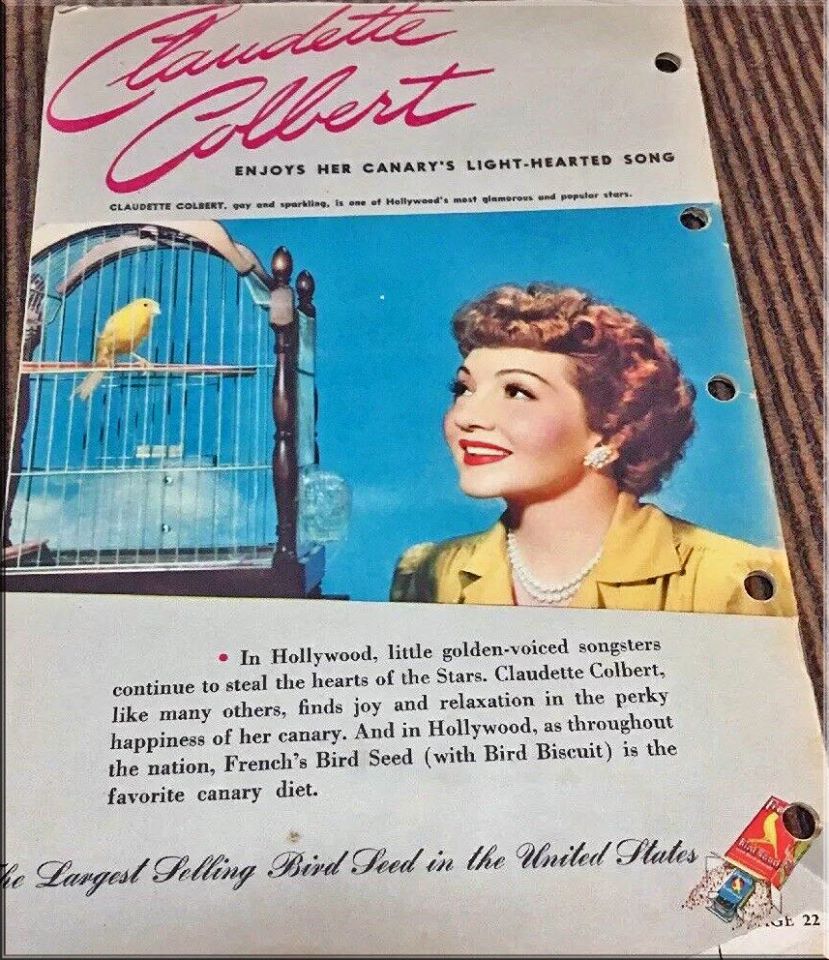 Claudette
Colbert
ENJOYS HER CANARY'S LIGHT-HEARTED SONG
CLAUDETTE COLBERT, gay and sparkling, is one of Hollywood's most glamorous and popular stars.
• In Hollywood, little golden-voiced songsters
continue to steal the hearts of the Stars. Claudette Colbert,
like many others, finds joy and relaxation in the perky
happiness of her canary. And in Hollywood, as throughout
the nation, French's Bird Seed (with Bird Biscuit) is the
favorite canary diet.
he Largest Selling Bird Seed in the United States
Bird Seed
GE 22